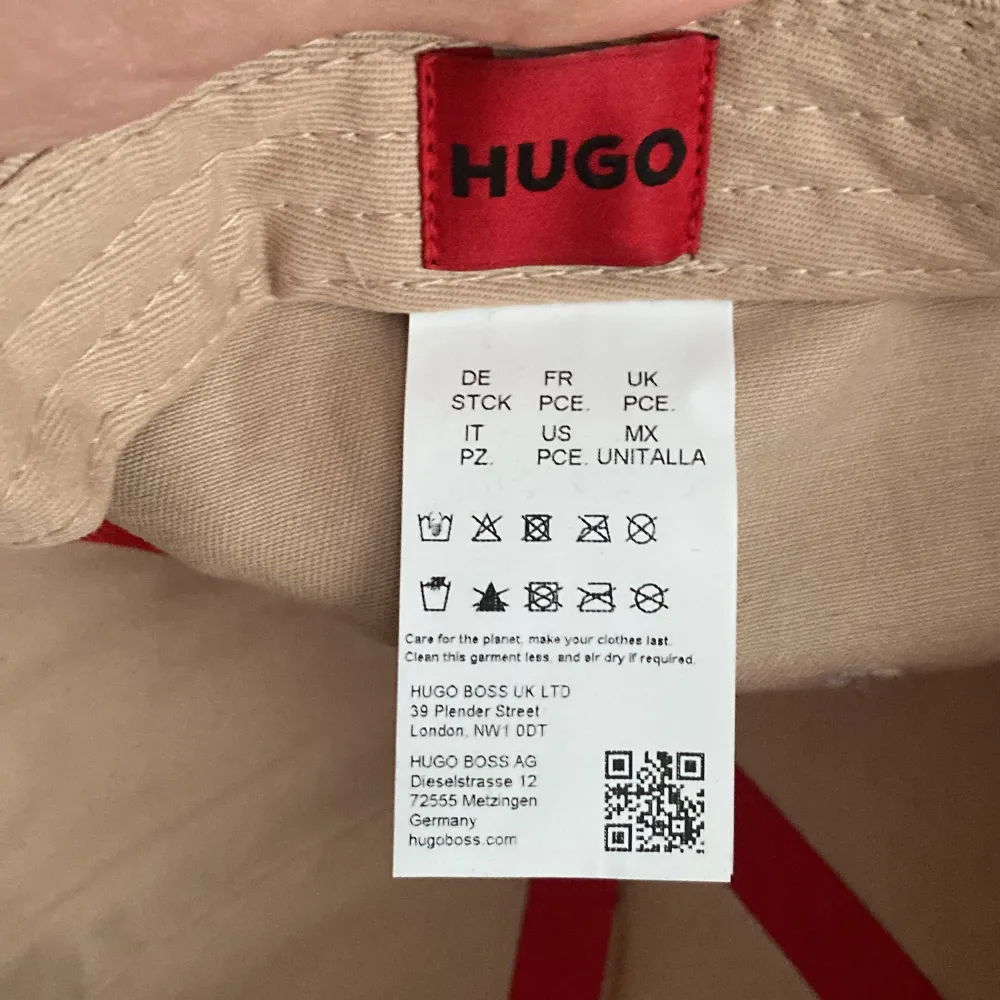 HUGO
DE FR UK
STCK PCE. PCE.
IT US MX
PZ. PCE. UNITALLA
Care for the planet, make your clothes last.
Clean this garment less, and air dry if required.
HUGO BOSS UK LTD
39 Plender Street
London, NW1 0DT
HUGO BOSS AG
Dieselstrasse 12
72555 Metzingen
Germany
hugoboss.com